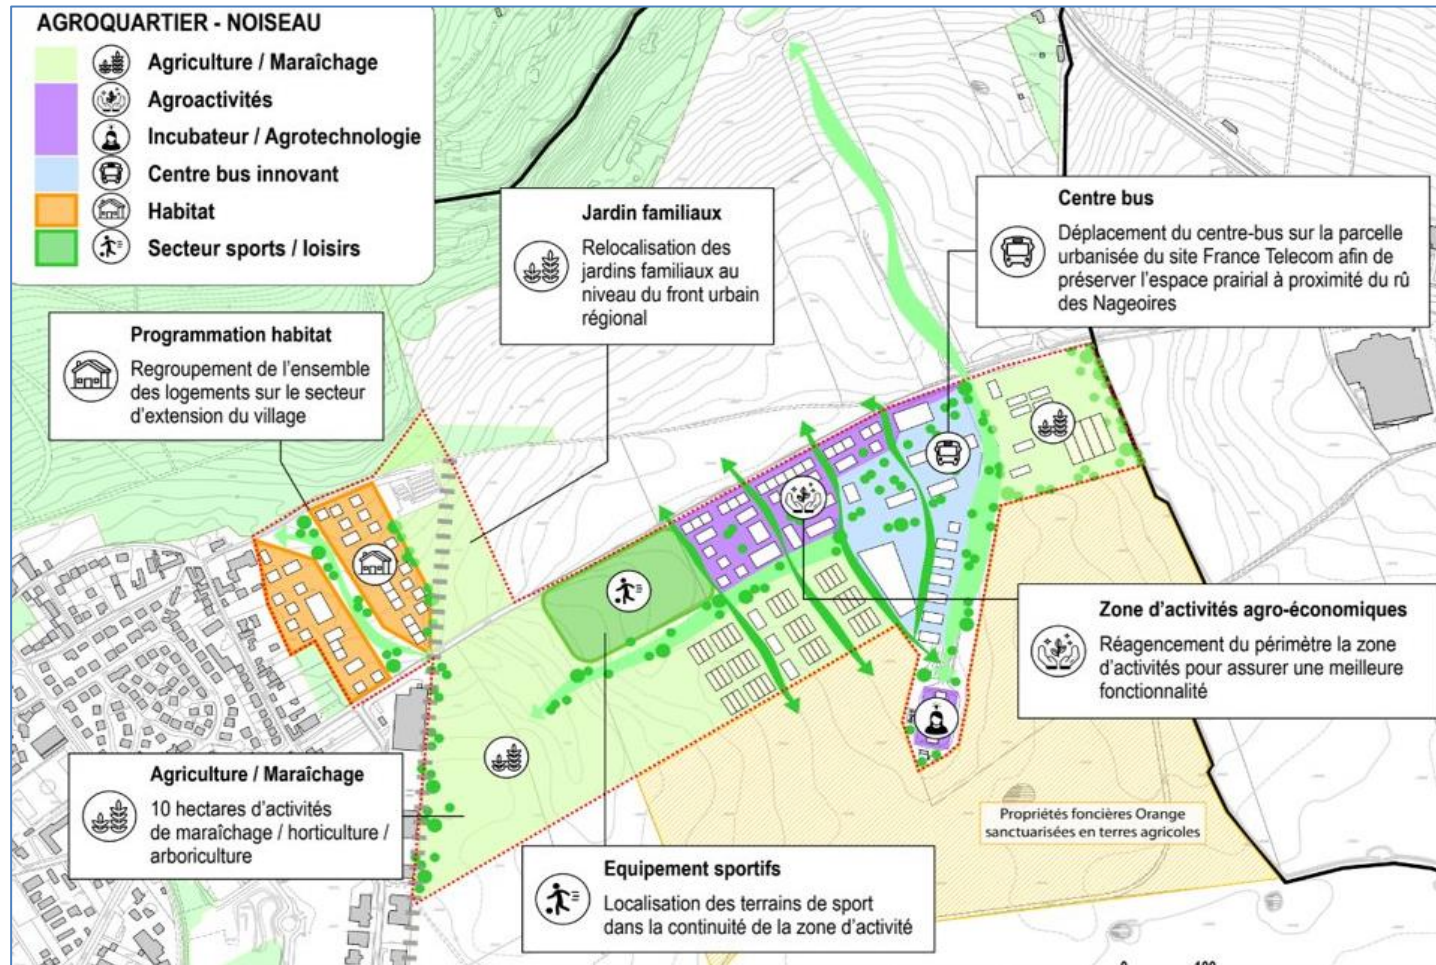 AGROQUARTIER - NOISEAU
Agriculture / Maraîchage
Agroactivités
Incubateur / Agrotechnologie
Centre bus innovant
Habitat
Secteur sports / loisirs
Jardin familiaux
Relocalisation des
jardins familiaux au
niveau du front urbain
régional
Centre bus
Déplacement du centre-bus sur la parcelle
urbanisée du site France Telecom afin de
préserver l'espace prairial à proximité du rû
des Nageoires
Programmation habitat
Regroupement de l'ensemble
des logements sur le secteur
d'extension du village
Zone d'activités agro-économiques
Réagencement du périmètre la zone
d'activités pour assurer une meilleure
fonctionnalité
Agriculture / Maraîchage
10 hectares d'activités
de maraîchage / horticulture /
arboriculture
Propriétés foncières Orange
sanctuarisées en terres agricoles
Equipement sportifs
Localisation des terrains de sport
dans la continuité de la zone d'activité